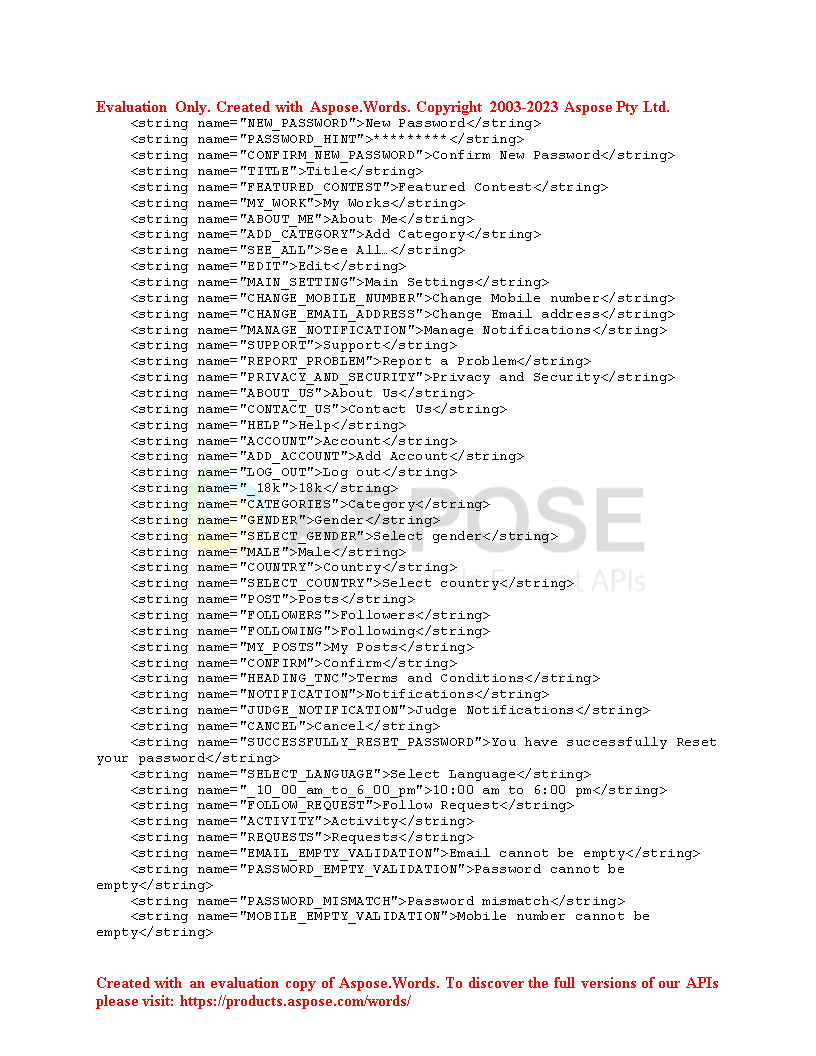 Evaluation Only. Created with Aspose.Words. Copyright 2003-2023 Aspose Pty Ltd.
<string name="NEW_PASSWORD">New Password</string>
<string name="PASSWORD_HINT">*********</string>
<string name="CONFIRM_NEW_PASSWORD">Confirm New Password</string>
<string name="TITLE">Title</string>
<string name="FEATURED_CONTEST">Featured Contest</string>
<string name="MY_WORK">My Works</string>
<string name="ABOUT_ME">About Me</string>
<string name="ADD_CATEGORY">Add Category</string>
<string name="SEE_ALL">See All…</string>
<string name="EDIT">Edit</string>
<string name="MAIN_SETTING">Main Settings</string>
<string name="CHANGE_MOBILE_NUMBER">Change Mobile number</string>
<string name="CHANGE_EMAIL_ADDRESS">Change Email address</string>
<string name="MANAGE_NOTIFICATION">Manage Notifications</string>
<string name="SUPPORT">Support</string>
<string name="REPORT_PROBLEM">Report a Problem</string>
<string name="PRIVACY_AND_SECURITY">Privacy and Security</string>
<string name="ABOUT_US">About Us</string>
<string name="CONTACT_US">Contact Us</string>
<string name="HELP">Help</string>
<string name="ACCOUNT">Account</string>
<string name="ADD_ACCOUNT">Add Account</string>
<string name="LOG_OUT">Log out</string>
<string name="_18k">18k</string>
<string name="CATEGORIES">Category</string>
<string name="GENDER">Gender</string>
<string name="SELECT_GENDER">Select gender</string>
<string name="MALE">Male</string>
<string name="COUNTRY">Country</string>
<string name="SELECT_COUNTRY">Select country</string>
<string name="POST">Posts</string>
<string name="FOLLOWERS">Followers</string>
<string name="FOLLOWING">Following</string>
<string name="MY_POSTS">My Posts</string>
<string name="CONFIRM">Confirm</string>
<string name="HEADING_TNC">Terms and Conditions</string>
<string name="NOTIFICATION">Notifications</string>
<string name="JUDGE_NOTIFICATION">Judge Notifications</string>
<string name="CANCEL">Cancel</string>
<string name="SUCCESSFULLY_RESET_PASSWORD">You have successfully Reset
your password</string>
<string name="SELECT_LANGUAGE">Select Language</string>
<string name="_10_00_am_to_6_00_pm">10:00 am to 6:00 pm</string>
<string name="FOLLOW_REQUEST">Follow Request</string>
<string name="ACTIVITY">Activity</string>
<string name="REQUESTS">Requests</string>
<string name="EMAIL_EMPTY_VALIDATION">Email cannot be empty</string>
<string name="PASSWORD_EMPTY_VALIDATION">Password cannot be
empty</string>
<string name="PASSWORD_MISMATCH">Password mismatch</string>
<string name="MOBILE_EMPTY_VALIDATION">Mobile number cannot be
empty</string>
ASPOSE
APIs
Created with an evaluation copy of Aspose.Words. To discover the full versions of our APIs
please visit: https://products.aspose.com/words/